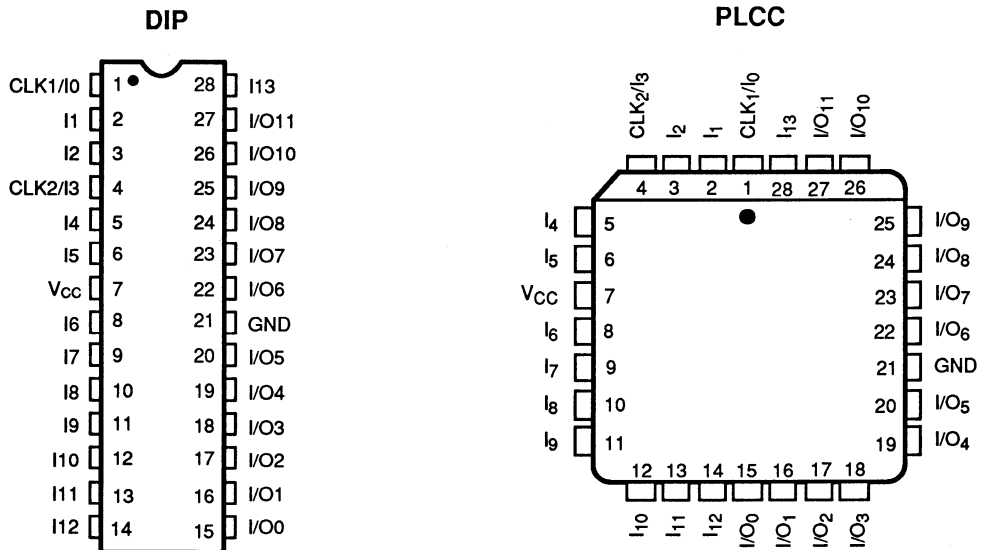 DIP
CLK1/I0 1 28 I13
I1 2 27 I/O11
I2 3 26 I/O10
CLK2/I3 4 25 I/O9
I4 5 24 I/O8
I5 6 23 I/O7
VCC 7 22 I/O6
I6 8 21 GND
I7 9 20 I/O5
I8 10 19 I/O4
I9 11 18 I/O3
I10 12 17 I/O2
I11 13 16 I/O1
I12 14 15 I/O0
PLCC
CLK2/I3 I2 I1 CLK1/I0 I13 I/O11 I/O10
4 3 2 1 28 27 26
I4 5 25 I/O9
I5 6 24 I/O8
VCC 7 23 I/O7
I6 8 22 I/O6
I7 9 21 GND
I8 10 20 I/O5
I9 11 19 I/O4
12 13 14 15 16 17 18
I10 I11 I12 I/O0 I/O1 I/O2 I/O3